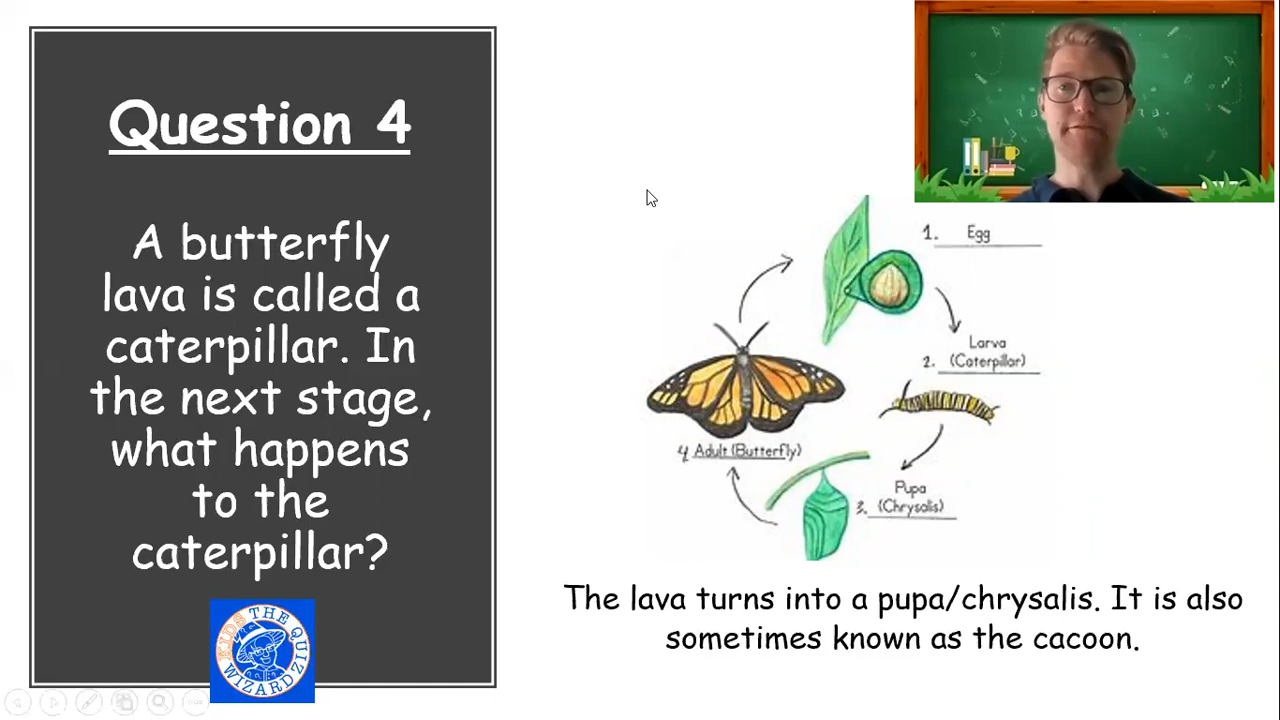 Question 4
A butterfly
lava is called a
caterpillar. In
the next stage,
what happens
to the
caterpillar?
KIDS THE QUIZ WIZARD
1. Egg
Larva
2. (Caterpillar)
Pupa
3. (Chrysalis)
4 Adult (Butterfly)
The lava turns into a pupa/chrysalis. It is also
sometimes known as the cacoon.